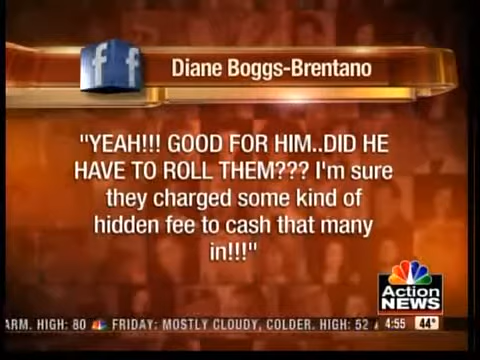 f f
Diane Boggs-Brentano
"YEAH!!! GOOD FOR HIM..DID HE
HAVE TO ROLL THEM??? I'm sure
they charged some kind of
hidden fee to cash that many
in!!!"
Action
NEWS
ARM. HIGH: 80 FRIDAY: MOSTLY CLOUDY, COLDER. HIGH: 52 4:55 44°